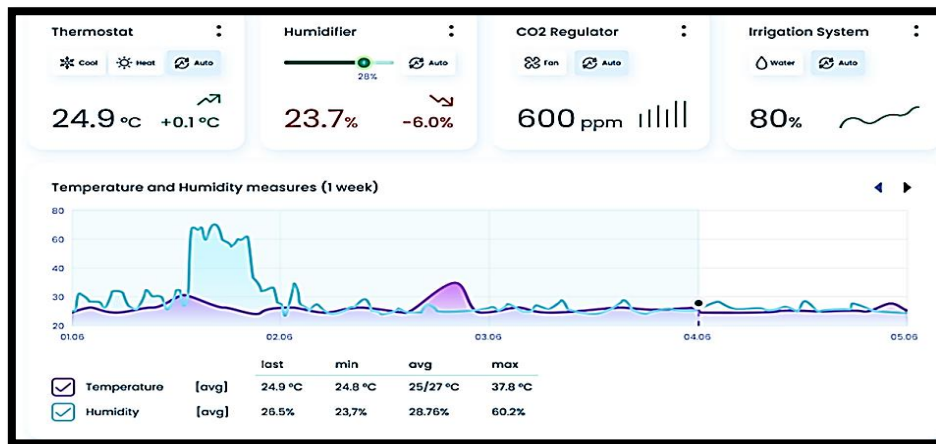 Thermostat
Humidifier
CO2 Regulator
Irrigation System
Cool Heat Auto
28% Auto
Fan Auto
Water Auto
24.9 °C +0.1 °C
23.7% -6.0%
600 ppm
80%
Temperature and Humidity measures (1 week)
80
60
40
30
20
01.06 02.06 03.06 04.06 05.06
last min avg max
Temperature [avg] 24.9 °C 24.8 °C 25/27 °C 37.8 °C
Humidity [avg] 26.5% 23,7% 28.76% 60.2%